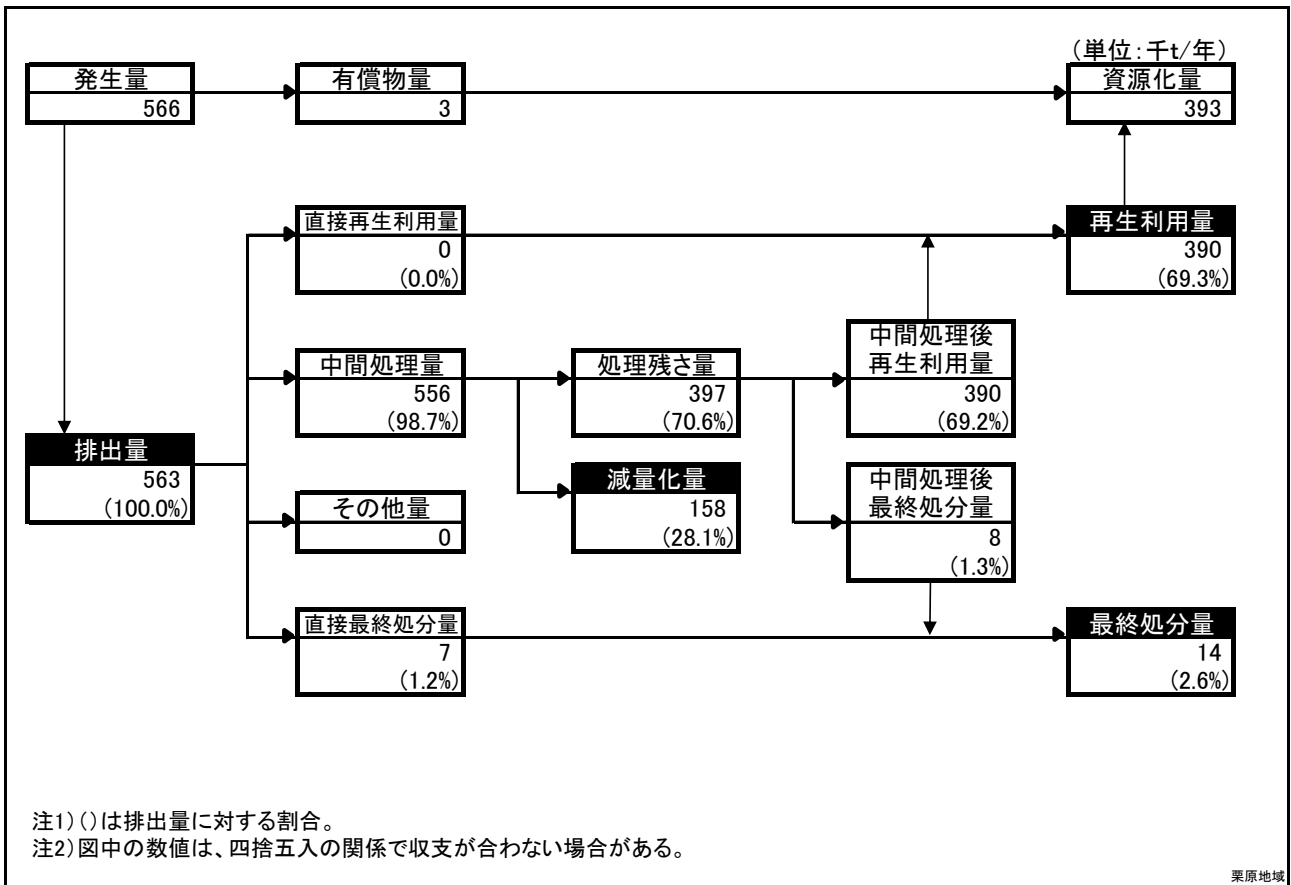 （単位：千t/年）
発生量
566
有償物量
3
資源化量
393
直接再生利用量
0
（0.0%）
再生利用量
390
（69.3%）
中間処理量
556
（98.7%）
処理残さ量
397
（70.6%）
中間処理後
再生利用量
390
（69.2%）
排出量
563
（100.0%）
その他量
0
減量化量
158
（28.1%）
中間処理後
最終処分量
8
（1.3%）
直接最終処分量
7
（1.2%）
最終処分量
14
（2.6%）
注1）（）は排出量に対する割合。
注2）図中の数値は、四捨五入の関係で収支が合わない場合がある。
栗原地域